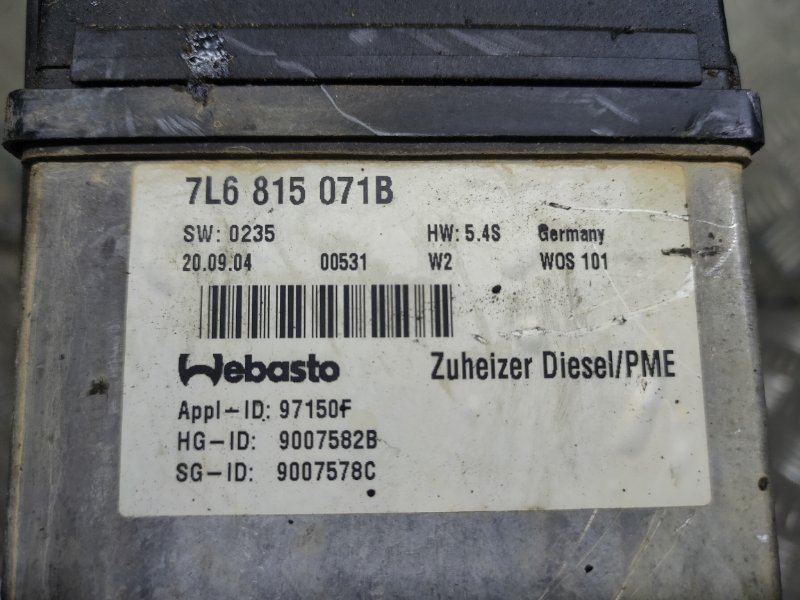 7L6 815 071B
SW: 0235 HW: 5.4S Germany
20.09.04 00531 W2 WOS 101
Webasto Zuheizer Diesel/PME
Appl-ID: 97150F
HG-ID: 9007582B
SG-ID: 9007578C